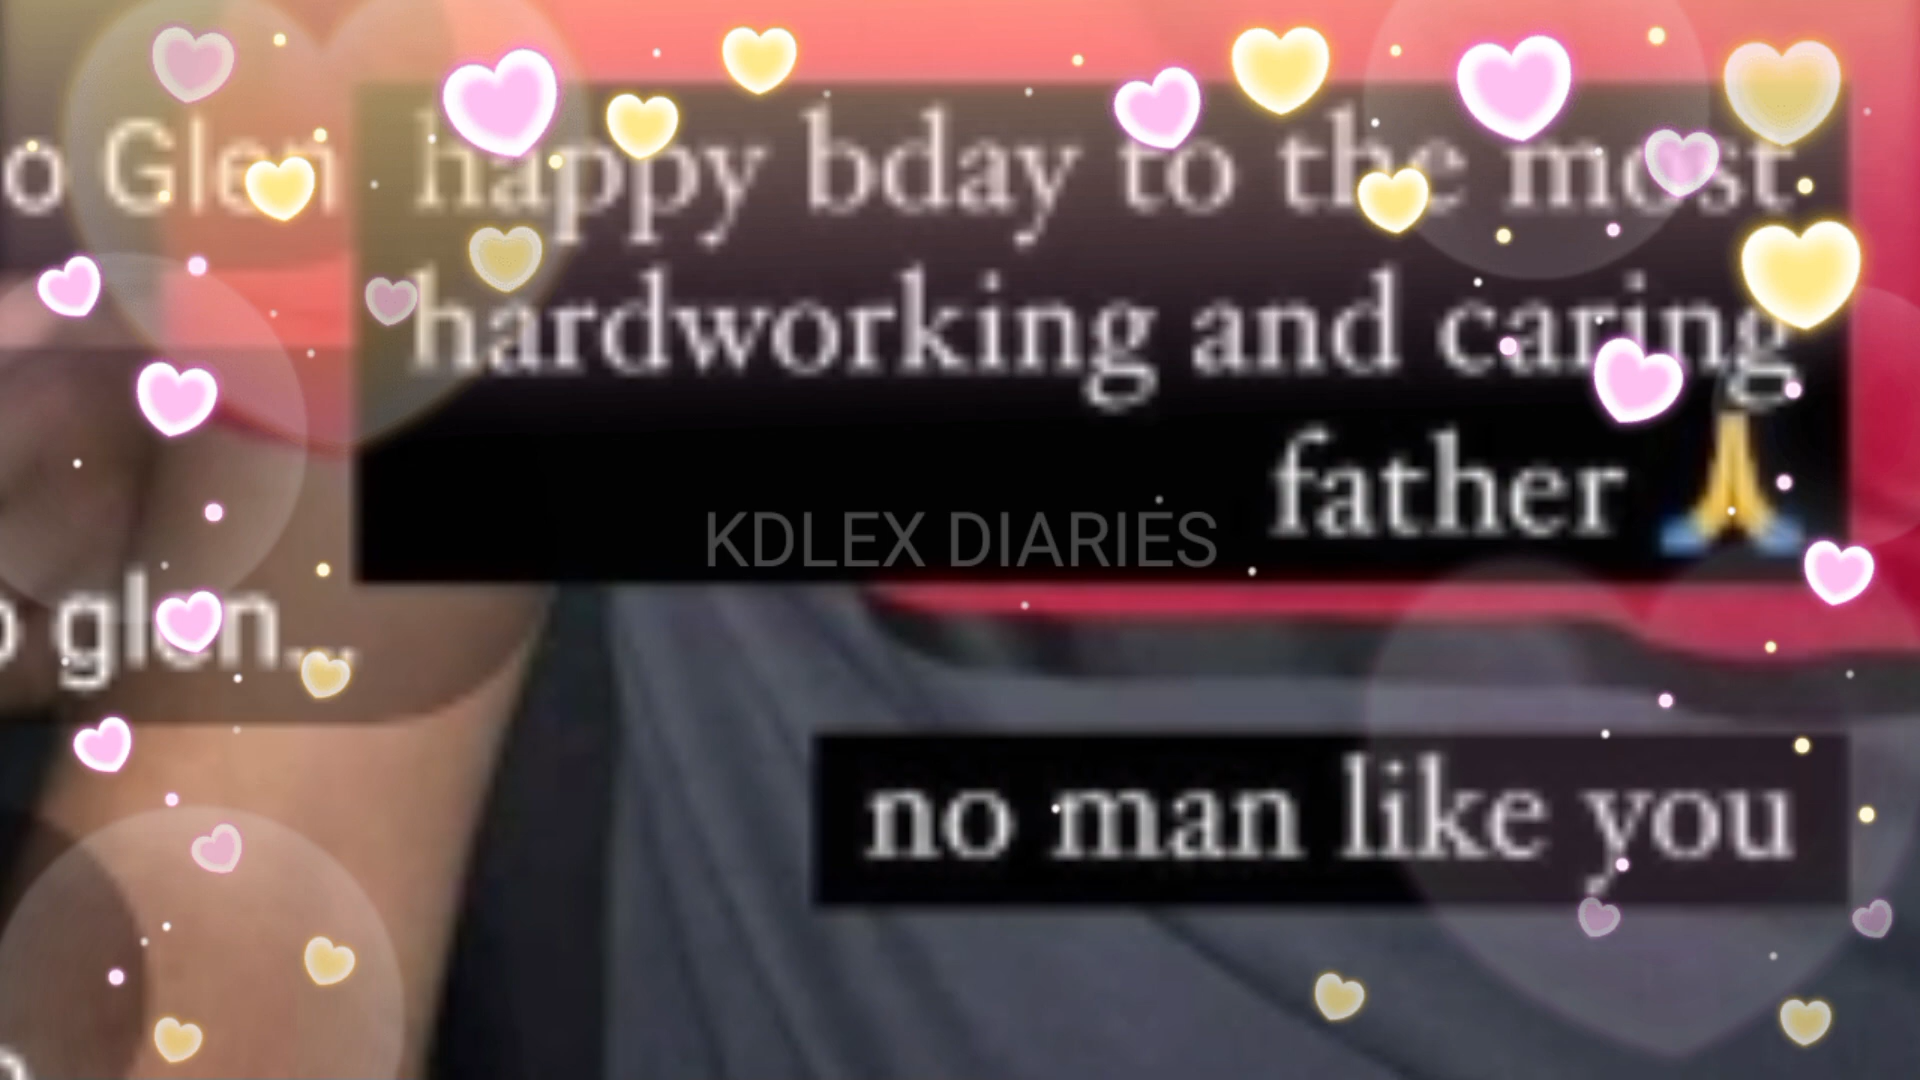 o Glen
happy bday to the most
hardworking and caring
father 🙏
KDLEX DIARIES
glen...
no man like you